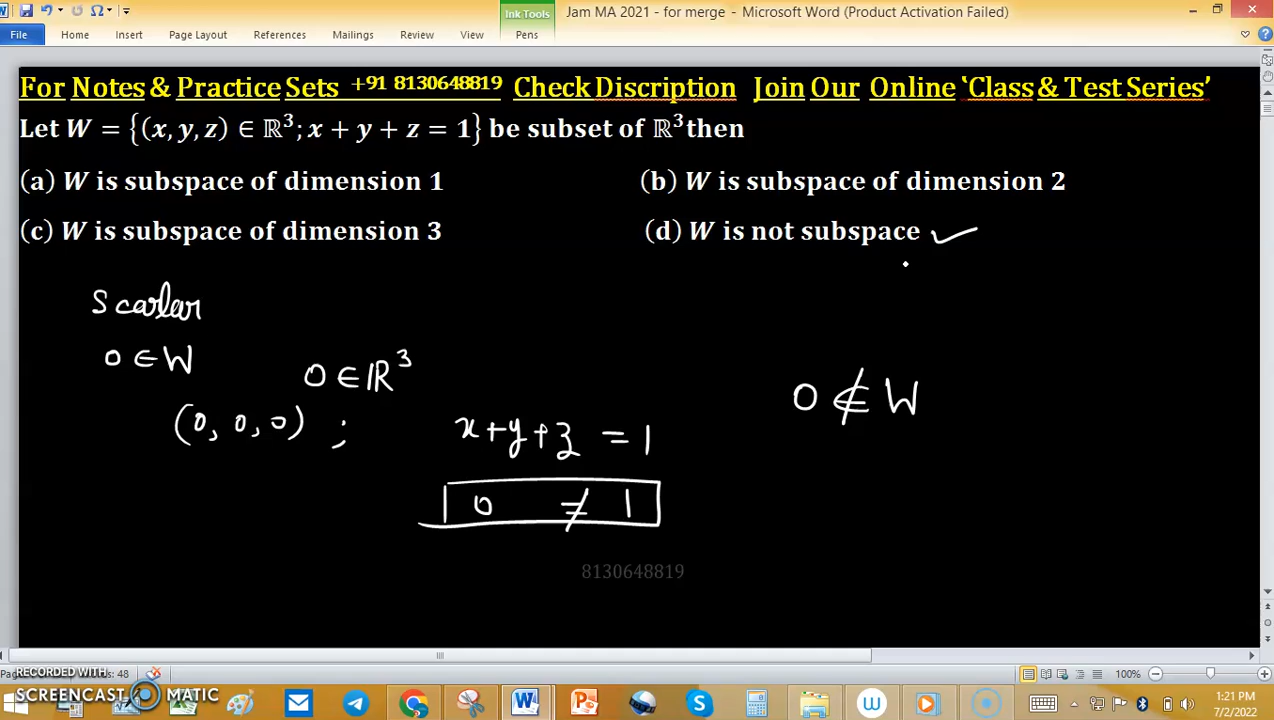 Ink Tools
Jam MA 2021 - for merge - Microsoft Word (Product Activation Failed)
File Home Insert Page Layout References Mailings Review View Pens
For Notes & Practice Sets +91 8130648819 Check Discription Join Our Online 'Class & Test Series'
Let W = {(x, y, z) ∈ ℝ³; x + y + z = 1} be subset of ℝ³ then
(a) W is subspace of dimension 1 (b) W is subspace of dimension 2
(c) W is subspace of dimension 3 (d) W is not subspace ✓
Scarlar
0 ∈ W 0 ∈ ℝ³
(0, 0, 0) ; x + y + z = 1
0 ∉ W
0 ≠ 1
8130648819
48
100%
RECORDED WITH
SCREENCAST MATIC
1:21 PM
7/2/2022